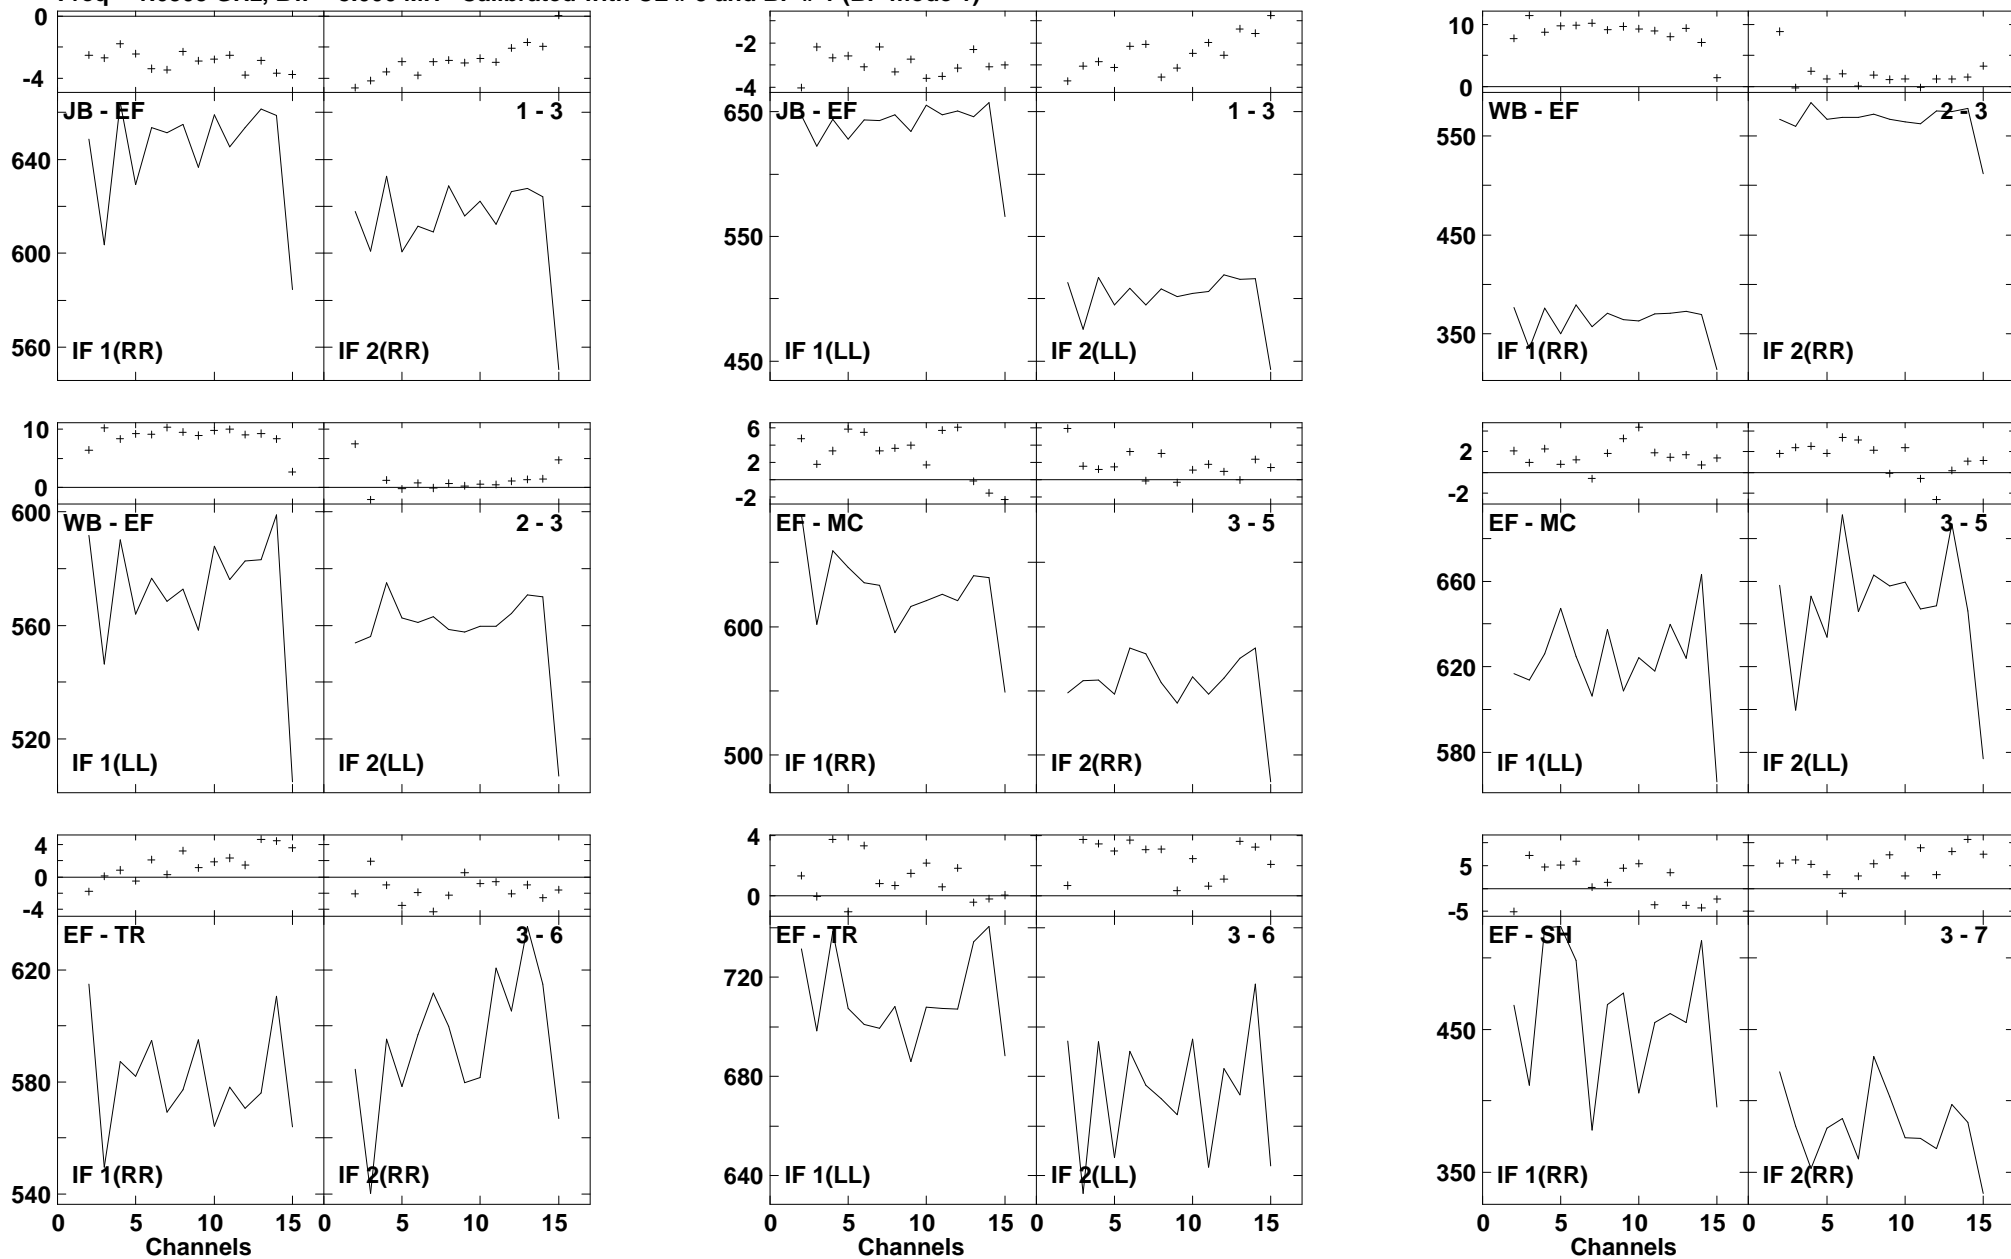 0
-4
JB - EF
1 - 3
640
600
560
IF 1(RR)
IF 2(RR)
-2
-4
JB - EF
1 - 3
650
550
450
IF 1(LL)
IF 2(LL)
10
0
WB - EF
2 - 3
550
450
350
IF 1(RR)
IF 2(RR)
10
0
WB - EF
2 - 3
600
560
520
IF 1(LL)
IF 2(LL)
6
2
-2
EF - MC
3 - 5
600
500
IF 1(RR)
IF 2(RR)
2
-2
EF - MC
3 - 5
660
620
580
IF 1(LL)
IF 2(LL)
4
0
-4
EF - TR
3 - 6
620
580
540
IF 1(RR)
IF 2(RR)
0 5 10 15 0 5 10 15
Channels
4
0
EF - TR
3 - 6
720
680
640
IF 1(LL)
IF 2(LL)
0 5 10 15 0 5 10 15
Channels
5
-5
EF - SH
3 - 7
450
350
IF 1(RR)
IF 2(RR)
0 5 10 15 0 5 10 15
Channels